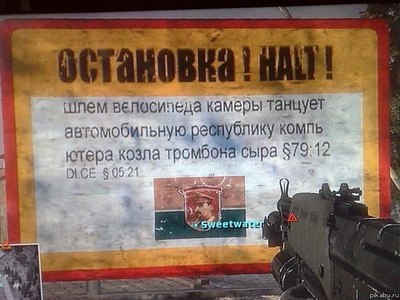 ОСТАНОВКА! HALT!
шлем велосипеда камеры танцует
автомобильную республику компь
ютера козла тромбона сыра §79:12
DI.CE § 05:21
Sweetwater
pikabu.ru